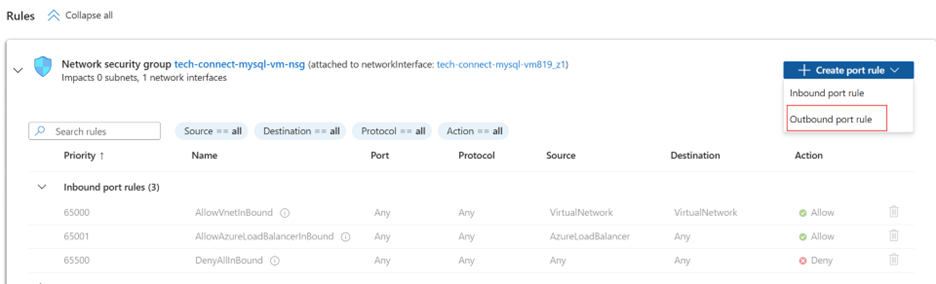 Rules Collapse all
Network security group tech-connect-mysql-vm-nsg (attached to networkInterface: tech-connect-mysql-vm819_z1)
Impacts 0 subnets, 1 network interfaces
+ Create port rule
Inbound port rule
Outbound port rule
Search rules Source == all Destination == all Protocol == all Action == all
Priority ↑ Name Port Protocol Source Destination Action
Inbound port rules (3)
65000 AllowVnetInBound Any Any VirtualNetwork VirtualNetwork Allow
65001 AllowAzureLoadBalancerInBound Any Any AzureLoadBalancer Any Allow
65500 DenyAllInBound Any Any Any Any Deny